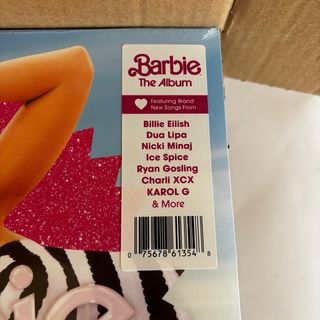 Barbie
The Album
Featuring Brand
New Songs From
Billie Eilish
Dua Lipa
Nicki Minaj
Ice Spice
Ryan Gosling
Charli XCX
KAROL G
& More
0 75678 61354 8